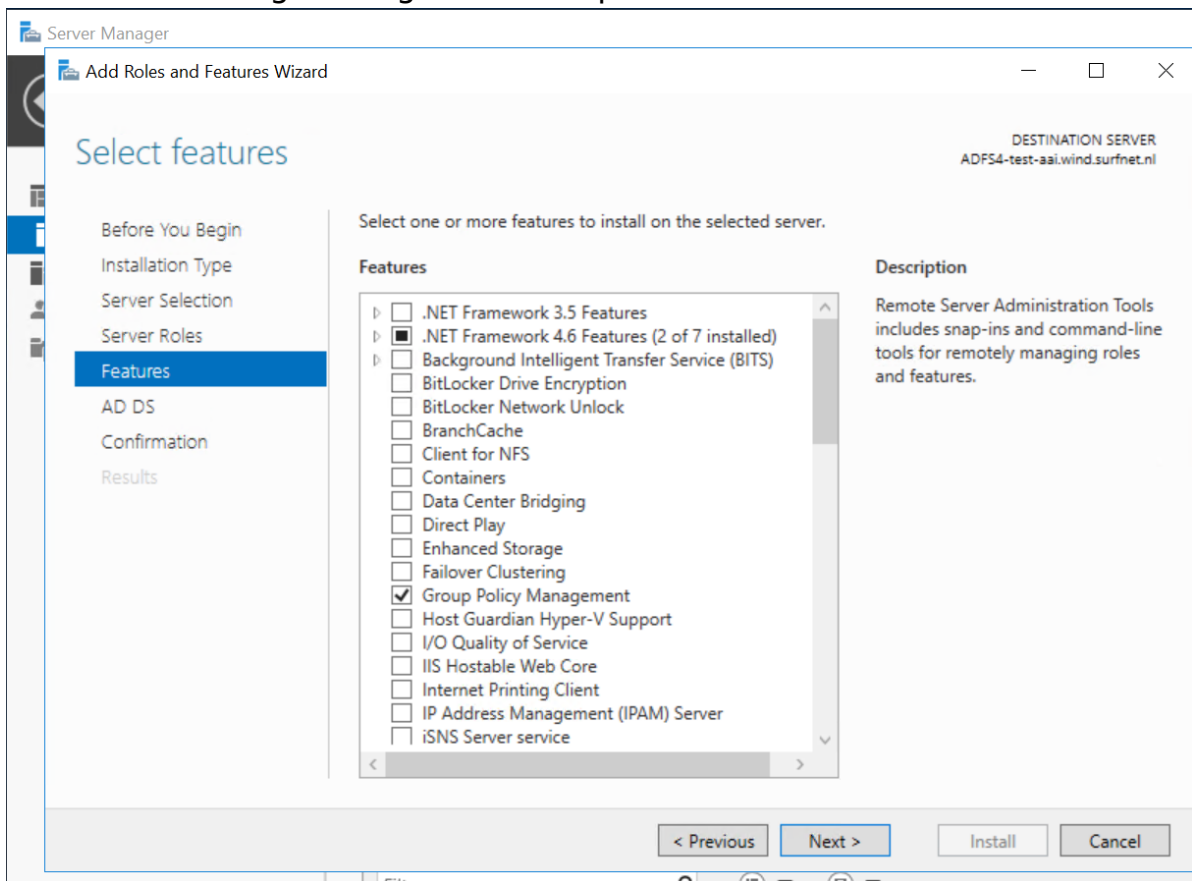 Server Manager
Add Roles and Features Wizard
Select features
DESTINATION SERVER
ADFS4-test-aai.wind.surfnet.nl
Before You Begin
Installation Type
Server Selection
Server Roles
Features
AD DS
Confirmation
Results
Select one or more features to install on the selected server.
Features
.NET Framework 3.5 Features
.NET Framework 4.6 Features (2 of 7 installed)
Background Intelligent Transfer Service (BITS)
BitLocker Drive Encryption
BitLocker Network Unlock
BranchCache
Client for NFS
Containers
Data Center Bridging
Direct Play
Enhanced Storage
Failover Clustering
Group Policy Management
Host Guardian Hyper-V Support
I/O Quality of Service
IIS Hostable Web Core
Internet Printing Client
IP Address Management (IPAM) Server
iSNS Server service
Description
Remote Server Administration Tools
includes snap-ins and command-line
tools for remotely managing roles
and features.
< Previous
Next >
Install
Cancel